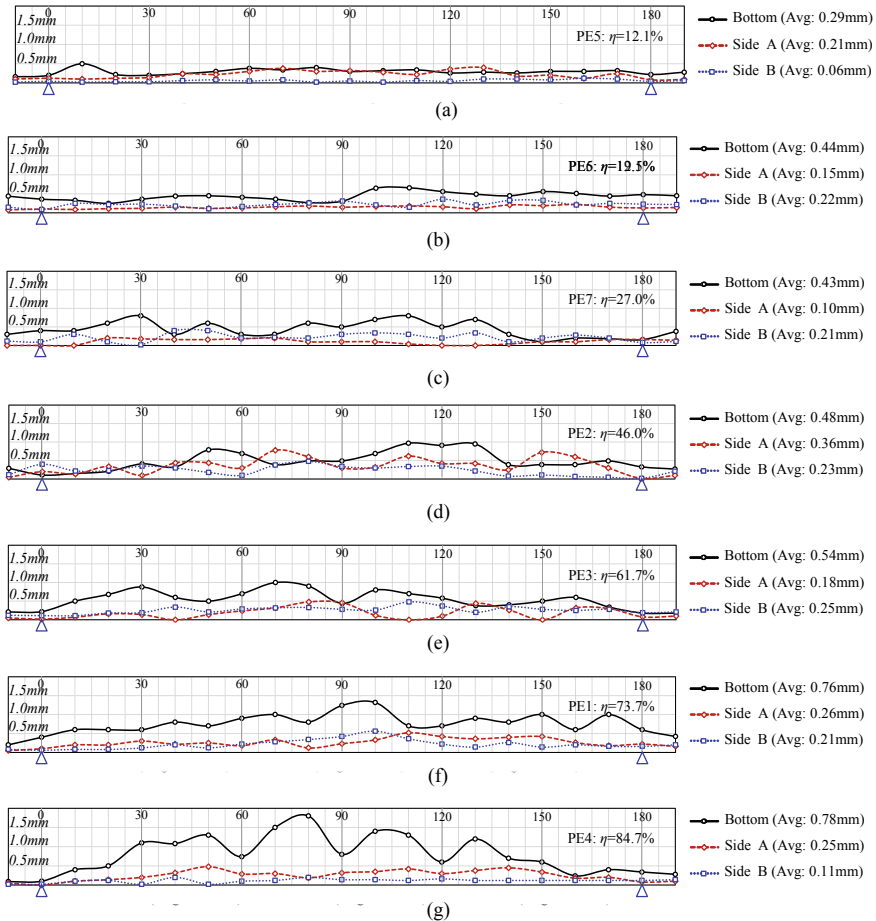 0 30 60 90 120 150 180
1.5mm
1.0mm
0.5mm
PE5: η=12.1%
Bottom (Avg: 0.29mm)
Side A (Avg: 0.21mm)
Side B (Avg: 0.06mm)
(a)
0 30 60 90 120 150 180
1.5mm
1.0mm
0.5mm
Bottom (Avg: 0.44mm)
Side A (Avg: 0.15mm)
Side B (Avg: 0.22mm)
(b)
0 30 60 90 120 150 180
1.5mm
1.0mm
0.5mm
PE7: η=27.0%
Bottom (Avg: 0.43mm)
Side A (Avg: 0.10mm)
Side B (Avg: 0.21mm)
(c)
0 30 60 90 120 150 180
1.5mm
1.0mm
0.5mm
PE2: η=46.0%
Bottom (Avg: 0.48mm)
Side A (Avg: 0.36mm)
Side B (Avg: 0.23mm)
(d)
0 30 60 90 120 150 180
1.5mm
1.0mm
0.5mm
PE3: η=61.7%
Bottom (Avg: 0.54mm)
Side A (Avg: 0.18mm)
Side B (Avg: 0.25mm)
(e)
0 30 60 90 120 150 180
1.5mm
1.0mm
0.5mm
PE1: η=73.7%
Bottom (Avg: 0.76mm)
Side A (Avg: 0.26mm)
Side B (Avg: 0.21mm)
(f)
0 30 60 90 120 150 180
1.5mm
1.0mm
0.5mm
PE4: η=84.7%
Bottom (Avg: 0.78mm)
Side A (Avg: 0.25mm)
Side B (Avg: 0.11mm)
(g)